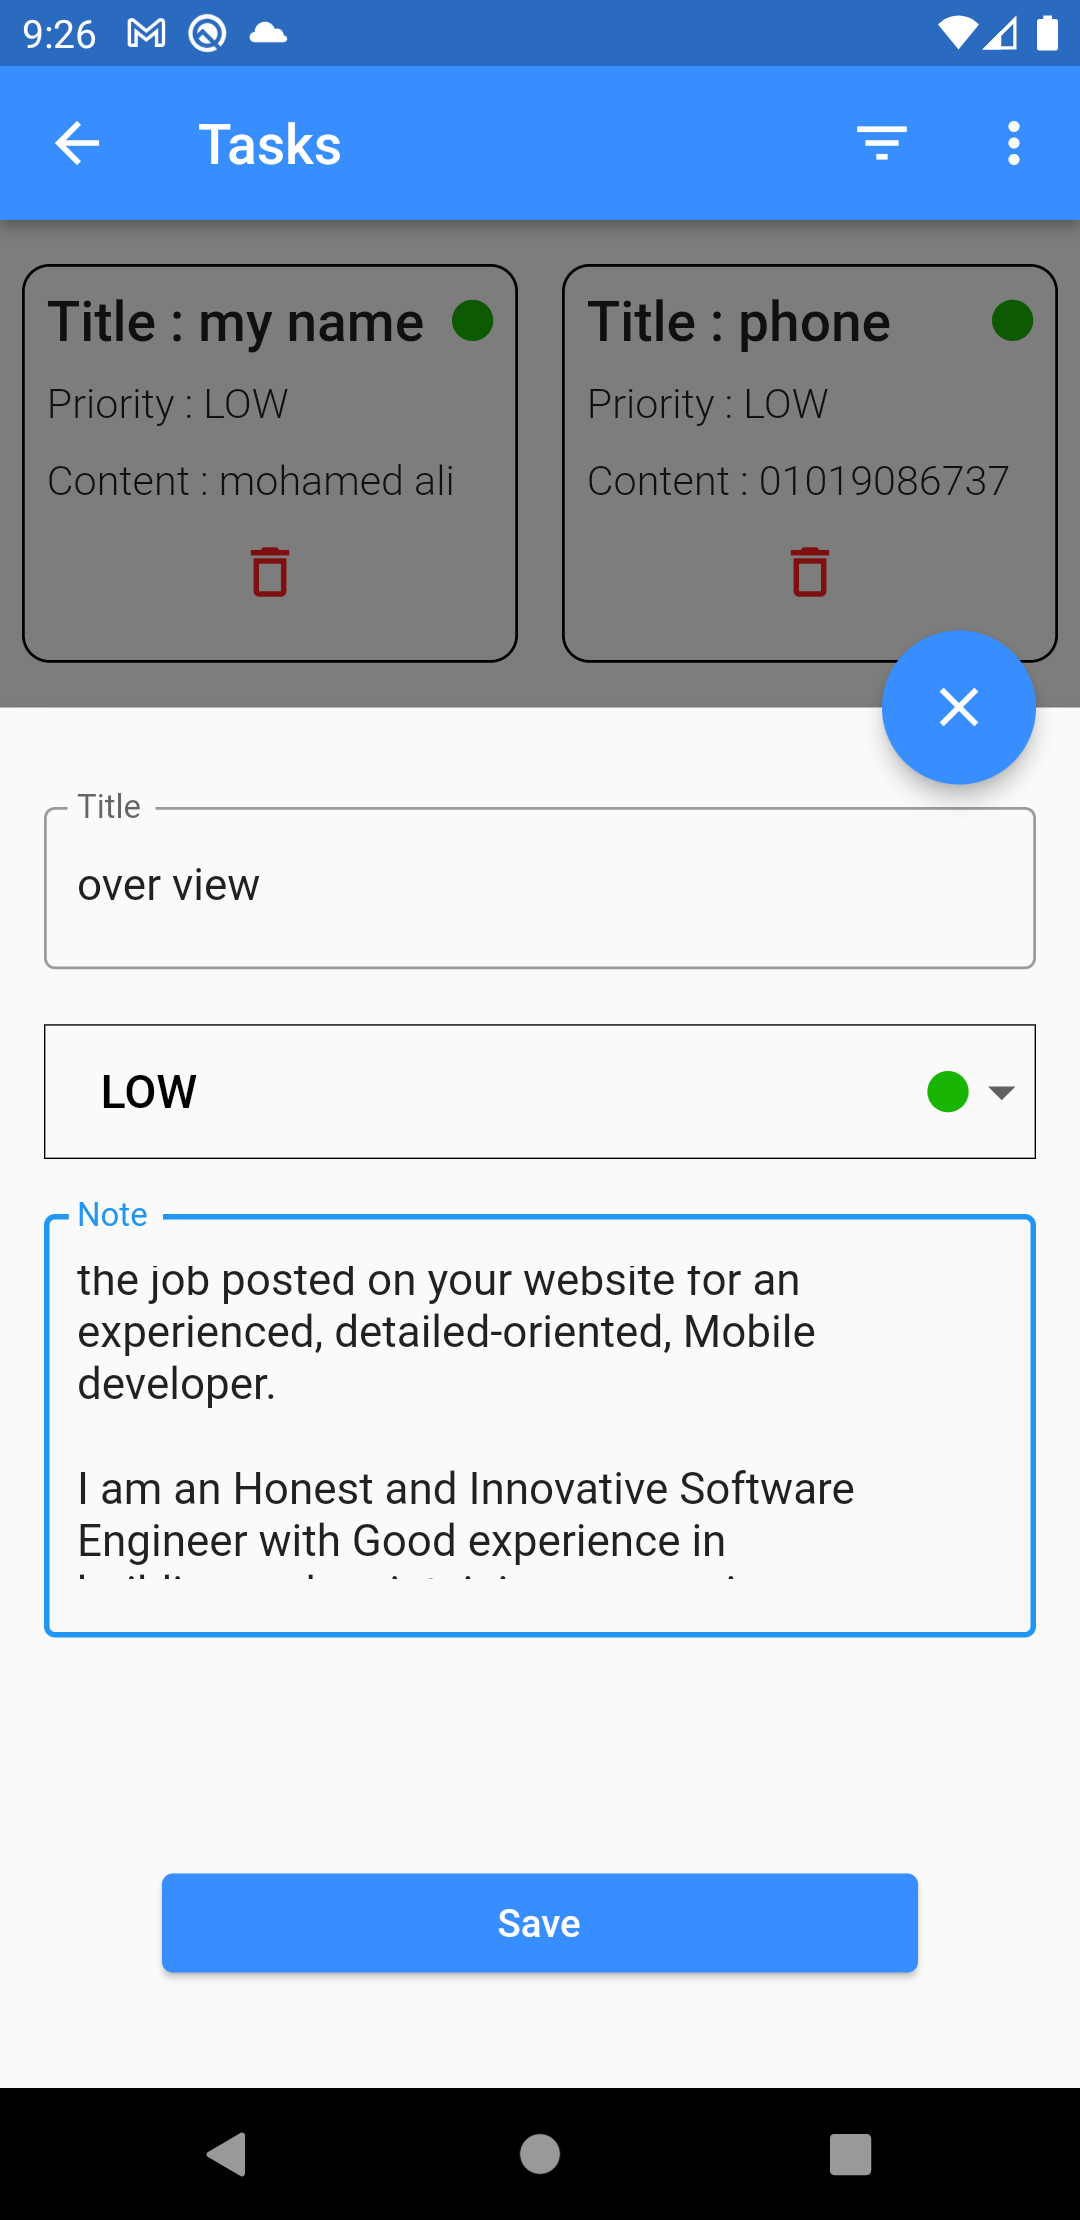 9:26
Tasks
Title : my name
Priority : LOW
Content : mohamed ali
Title : phone
Priority : LOW
Content : 01019086737
Title
over view
LOW
Note
the job posted on your website for an
experienced, detailed-oriented, Mobile
developer.
I am an Honest and Innovative Software
Engineer with Good experience in
Save